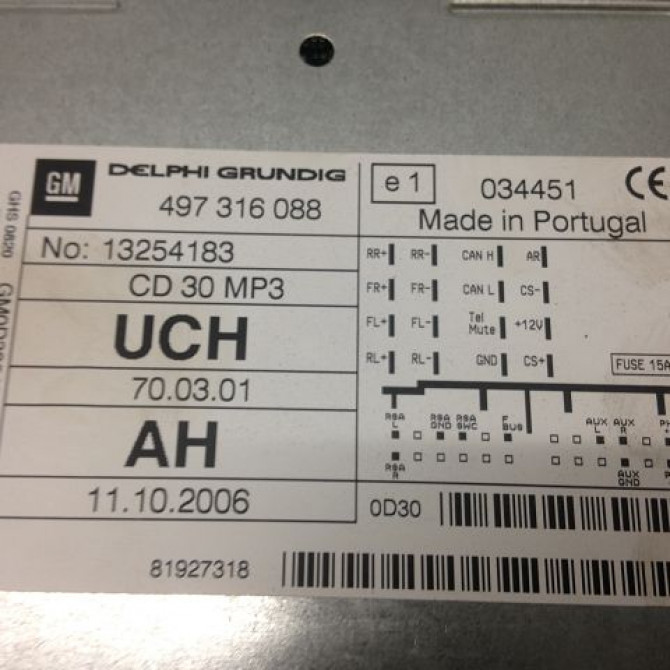 GM DELPHI GRUNDIG
497 316 088
No: 13254183
CD 30 MP3
UCH
70.03.01
AH
11.10.2006
e 1 034451 CE
Made in Portugal
RR+ RR- CAN H AR
FR+ FR- CAN L CS-
FL+ FL- Tel Mute +12V
RL+ RL- GND CS+
FUSE 15A
RSA L RSA GND RSA SWC F BUS AUX L AUX R PH +
RSA R AUX GND
0D30
81927318
GHS 0620